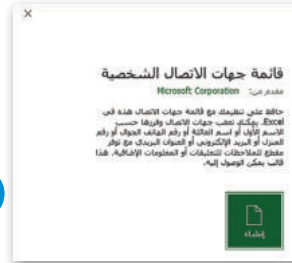 ×
قائمة جهات الاتصال الشخصية
مقدم من: Microsoft Corporation
حافظ على تنظيمك مع قائمة جهات الاتصال هذه في
Excel. يمكنك تعقب جهات الاتصال وفرزها حسب
الاسم الأول أو اسم العائلة أو رقم الهاتف الجوال أو رقم
المنزل أو البريد الإلكتروني أو العنوان البريدي مع توفر
مقطع للملاحظات للتعليقات أو المعلومات الإضافية. هذا
قالب يمكن الوصول إليه.
إنشاء